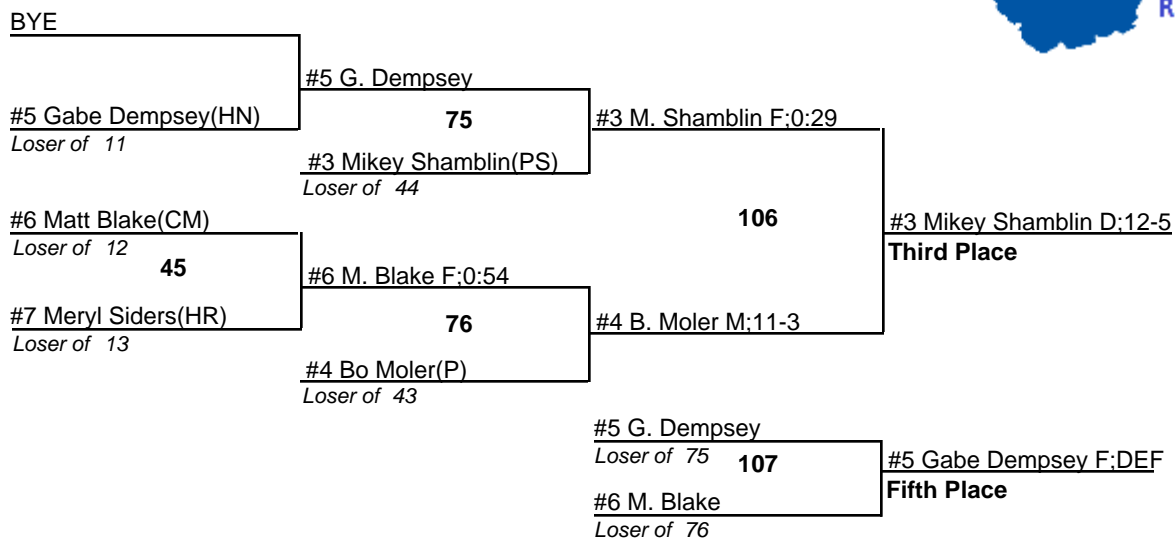 R
BYE
#5 G. Dempsey
#5 Gabe Dempsey(HN)
75
#3 M. Shamblin F;0:29
Loser of 11
#3 Mikey Shamblin(PS)
Loser of 44
#6 Matt Blake(CM)
106
#3 Mikey Shamblin D;12-5
Loser of 12
Third Place
45
#6 M. Blake F;0:54
#7 Meryl Siders(HR)
76
#4 B. Moler M;11-3
Loser of 13
#4 Bo Moler(P)
Loser of 43
#5 G. Dempsey
Loser of 75
107
#5 Gabe Dempsey F;DEF
Fifth Place
#6 M. Blake
Loser of 76